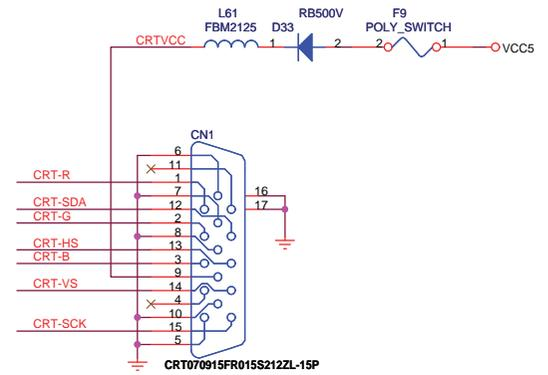 L61 RB500V F9
FBM2125 D33 POLY_SWITCH
CRTVCC 1 2 2 1 VCC5
CN1
6
11
CRT-R 1
7 16
CRT-SDA 12 17
CRT-G 2
8
CRT-HS 13
CRT-B 3
9
CRT-VS 14
4
10
CRT-SCK 15
5
CRT070915FR015S212ZL-15P